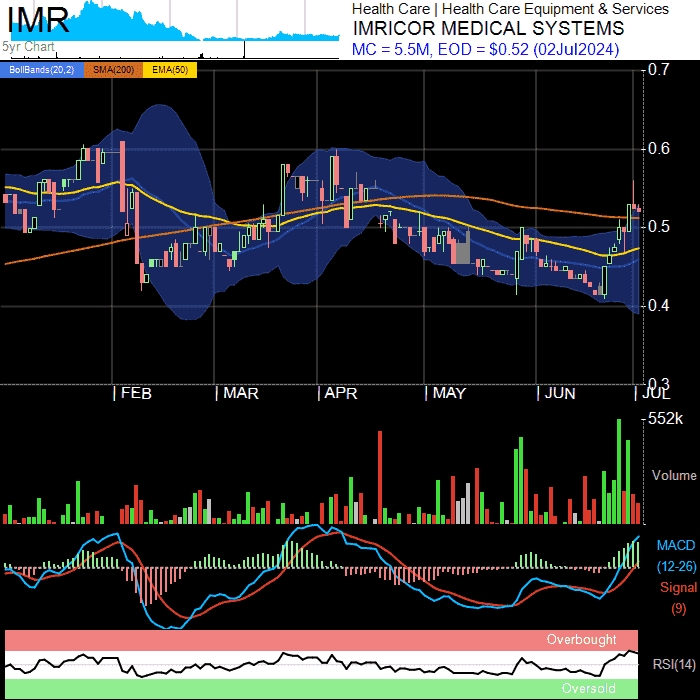 IMR
Health Care | Health Care Equipment & Services
IMRICOR MEDICAL SYSTEMS
5yr Chart
MC = 5.5M, EOD = $0.52 (02Jul2024)
BollBands(20,2) SMA(200) EMA(50)
0.7
0.6
0.5
0.4
0.3
FEB MAR APR MAY JUN JUL
552k
Volume
MACD
(12-26)
Signal
(9)
Overbought
RSI(14)
Oversold